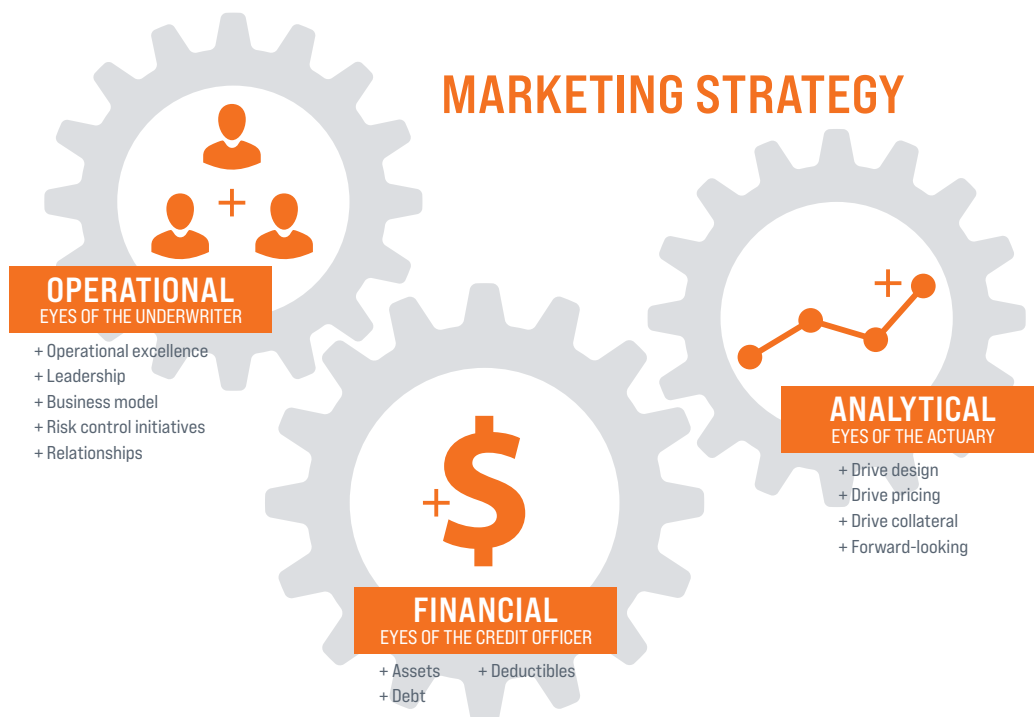 MARKETING STRATEGY
OPERATIONAL
EYES OF THE UNDERWRITER
+ Operational excellence
+ Leadership
+ Business model
+ Risk control initiatives
+ Relationships
FINANCIAL
EYES OF THE CREDIT OFFICER
+ Assets + Deductibles
+ Debt
ANALYTICAL
EYES OF THE ACTUARY
+ Drive design
+ Drive pricing
+ Drive collateral
+ Forward-looking